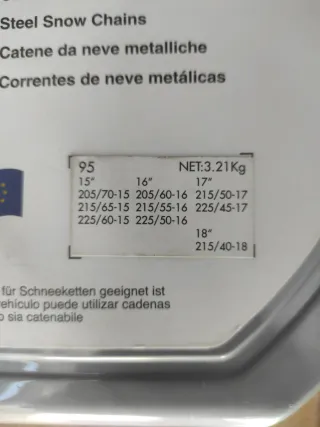 Steel Snow Chains
Catene da neve metalliche
Correntes de neve metálicas
95 NET:3.21Kg
15" 16" 17"
205/70-15 205/60-16 215/50-17
215/65-15 215/55-16 225/45-17
225/60-15 225/50-16
18"
215/40-18
für Schneeketten geeignet ist
vehículo puede utilizar cadenas
o sia catenabile